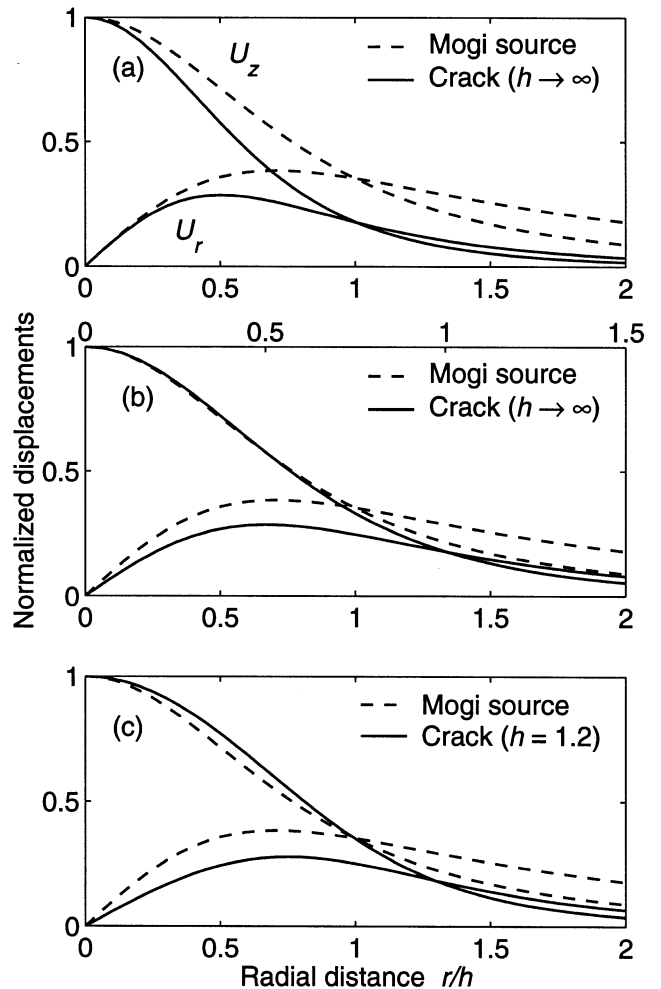 1
(a)
U_z
Mogi source
Crack (h → ∞)
0.5
U_r
0
0 0.5 1 1.5 2
0 0.5 1 1.5
1
(b)
Mogi source
Crack (h → ∞)
0.5
0
0 0.5 1 1.5 2
1
(c)
Mogi source
Crack (h = 1.2)
0.5
0
0 0.5 1 1.5 2
Normalized displacements
Radial distance r/h